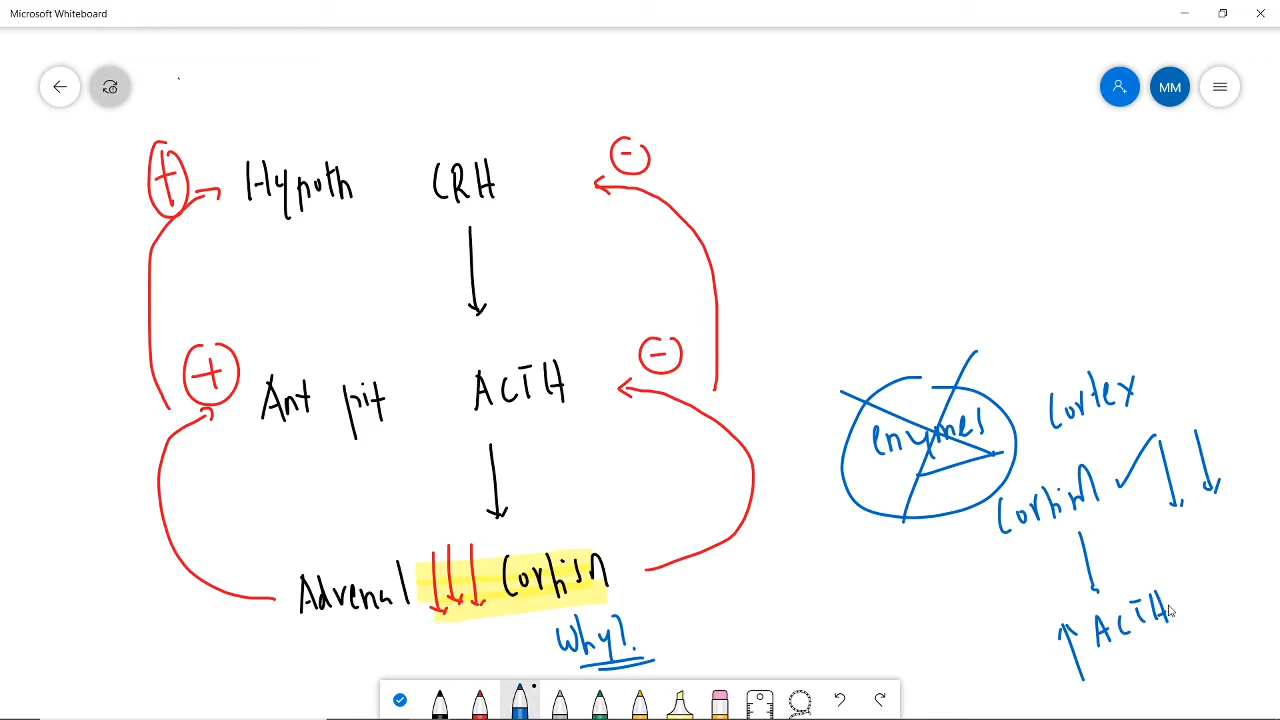 Microsoft Whiteboard
MM
Hypoth CRH
Ant pit ACTH
Adrenal Cortisol
Why?
enzymes
Cortex
Cortisol
ACTH